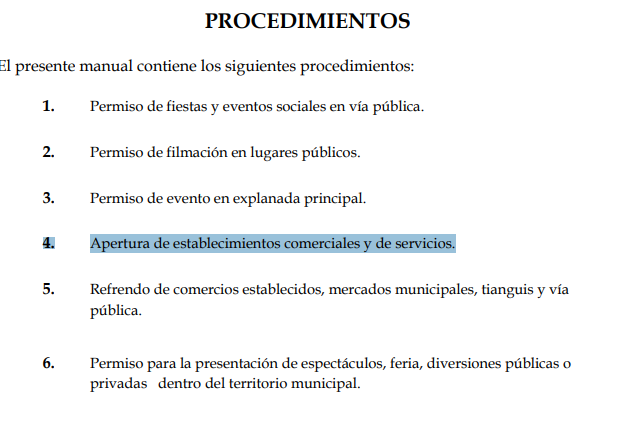 PROCEDIMIENTOS
El presente manual contiene los siguientes procedimientos:
1. Permiso de fiestas y eventos sociales en vía pública.
2. Permiso de filmación en lugares públicos.
3. Permiso de evento en explanada principal.
4. Apertura de establecimientos comerciales y de servicios.
5. Refrendo de comercios establecidos, mercados municipales, tianguis y vía
pública.
6. Permiso para la presentación de espectáculos, feria, diversiones públicas o
privadas dentro del territorio municipal.